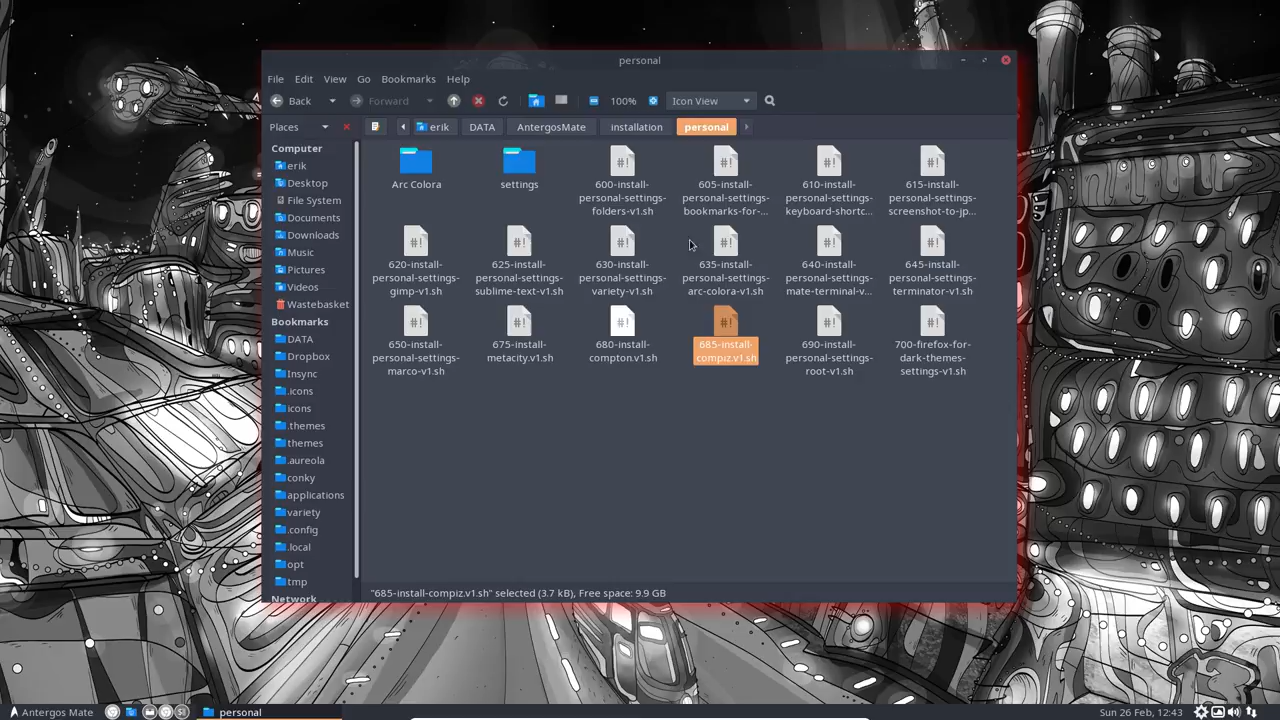 personal
File Edit View Go Bookmarks Help
Back Forward 100% Icon View
Places erik DATA AntergosMate installation personal
Computer
erik
Desktop
File System
Documents
Downloads
Music
Pictures
Videos
Wastebasket
Bookmarks
DATA
Dropbox
Insync
.icons
icons
.themes
themes
.aureola
conky
applications
variety
.config
.local
opt
tmp
Network
Arc Colora
settings
600-install-
personal-settings-
folders-v1.sh
605-install-
personal-settings-
bookmarks-for-...
610-install-
personal-settings-
keyboard-shortc...
615-install-
personal-settings-
screenshot-to-jp...
620-install-
personal-settings-
gimp-v1.sh
625-install-
personal-settings-
sublime-text-v1.sh
630-install-
personal-settings-
variety-v1.sh
635-install-
personal-settings-
arc-colora-v1.sh
640-install-
personal-settings-
mate-terminal-v...
645-install-
personal-settings-
terminator-v1.sh
650-install-
personal-settings-
marco-v1.sh
675-install-
metacity.v1.sh
680-install-
compton.v1.sh
685-install-
compiz.v1.sh
690-install-
personal-settings-
root-v1.sh
700-firefox-for-
dark-themes-
settings-v1.sh
"685-install-compiz.v1.sh" selected (3.7 kB), Free space: 9.9 GB
Antergos Mate personal Sun 26 Feb, 12:43